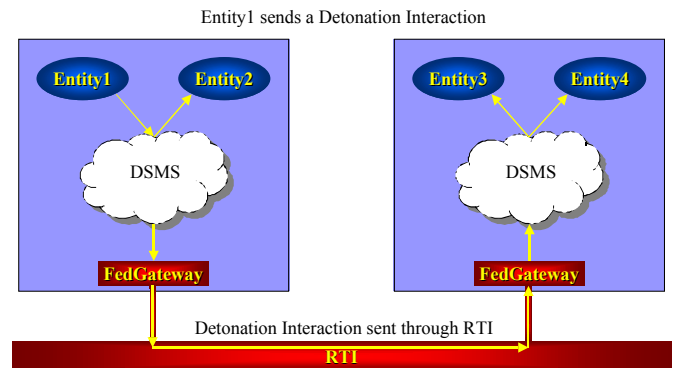 Entity1 sends a Detonation Interaction
Entity1
Entity2
DSMS
FedGateway
Entity3
Entity4
DSMS
FedGateway
Detonation Interaction sent through RTI
RTI